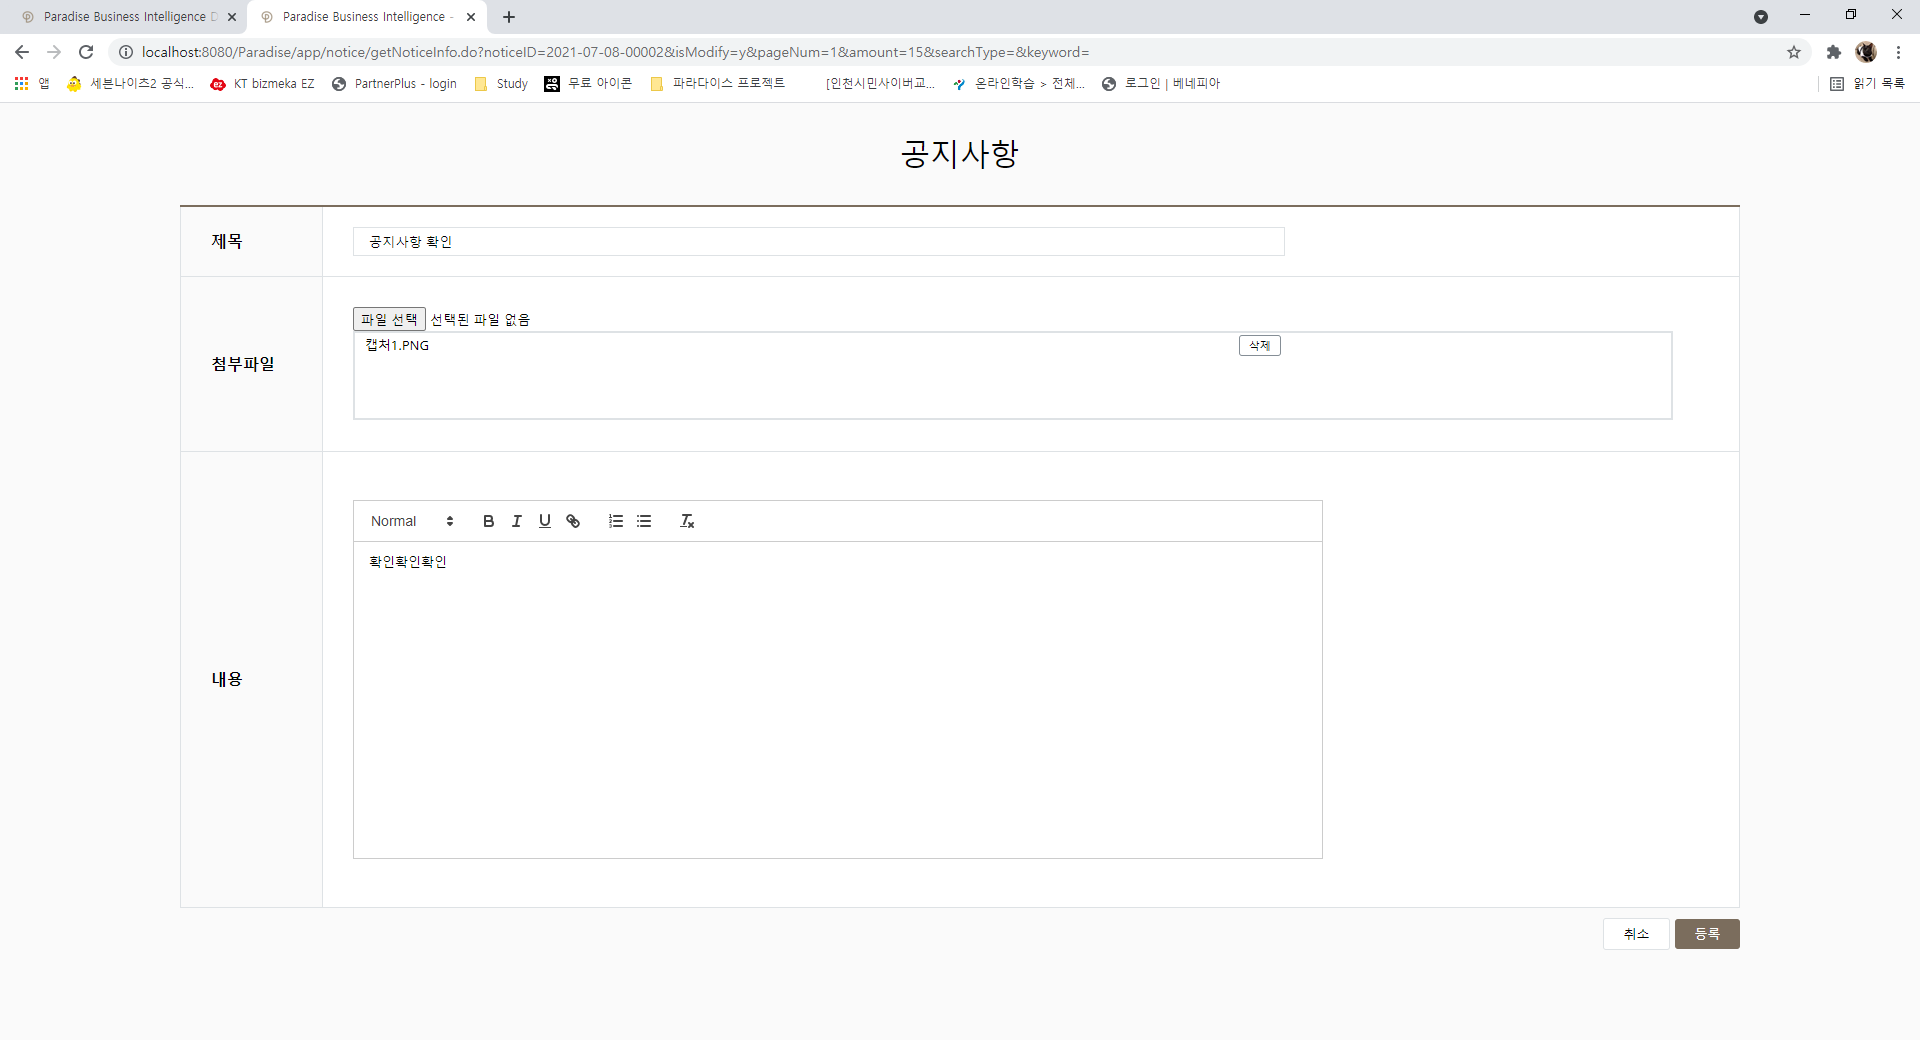 Paradise Business Intelligence D
Paradise Business Intelligence -
localhost:8080/Paradise/app/notice/getNoticeInfo.do?noticeID=2021-07-08-00002&isModify=y&pageNum=1&amount=15&searchType=&keyword=
앱 세븐나이츠2 공식... KT bizmeka EZ PartnerPlus - login Study 무료 아이콘 파라다이스 프로젝트 [인천시민사이버교... 온라인학습 > 전체... 로그인 | 베네피아 읽기 목록
공지사항
제목
공지사항 확인
첨부파일
파일 선택 선택된 파일 없음
캡처1.PNG 삭제
내용
Normal
확인확인확인
취소 등록